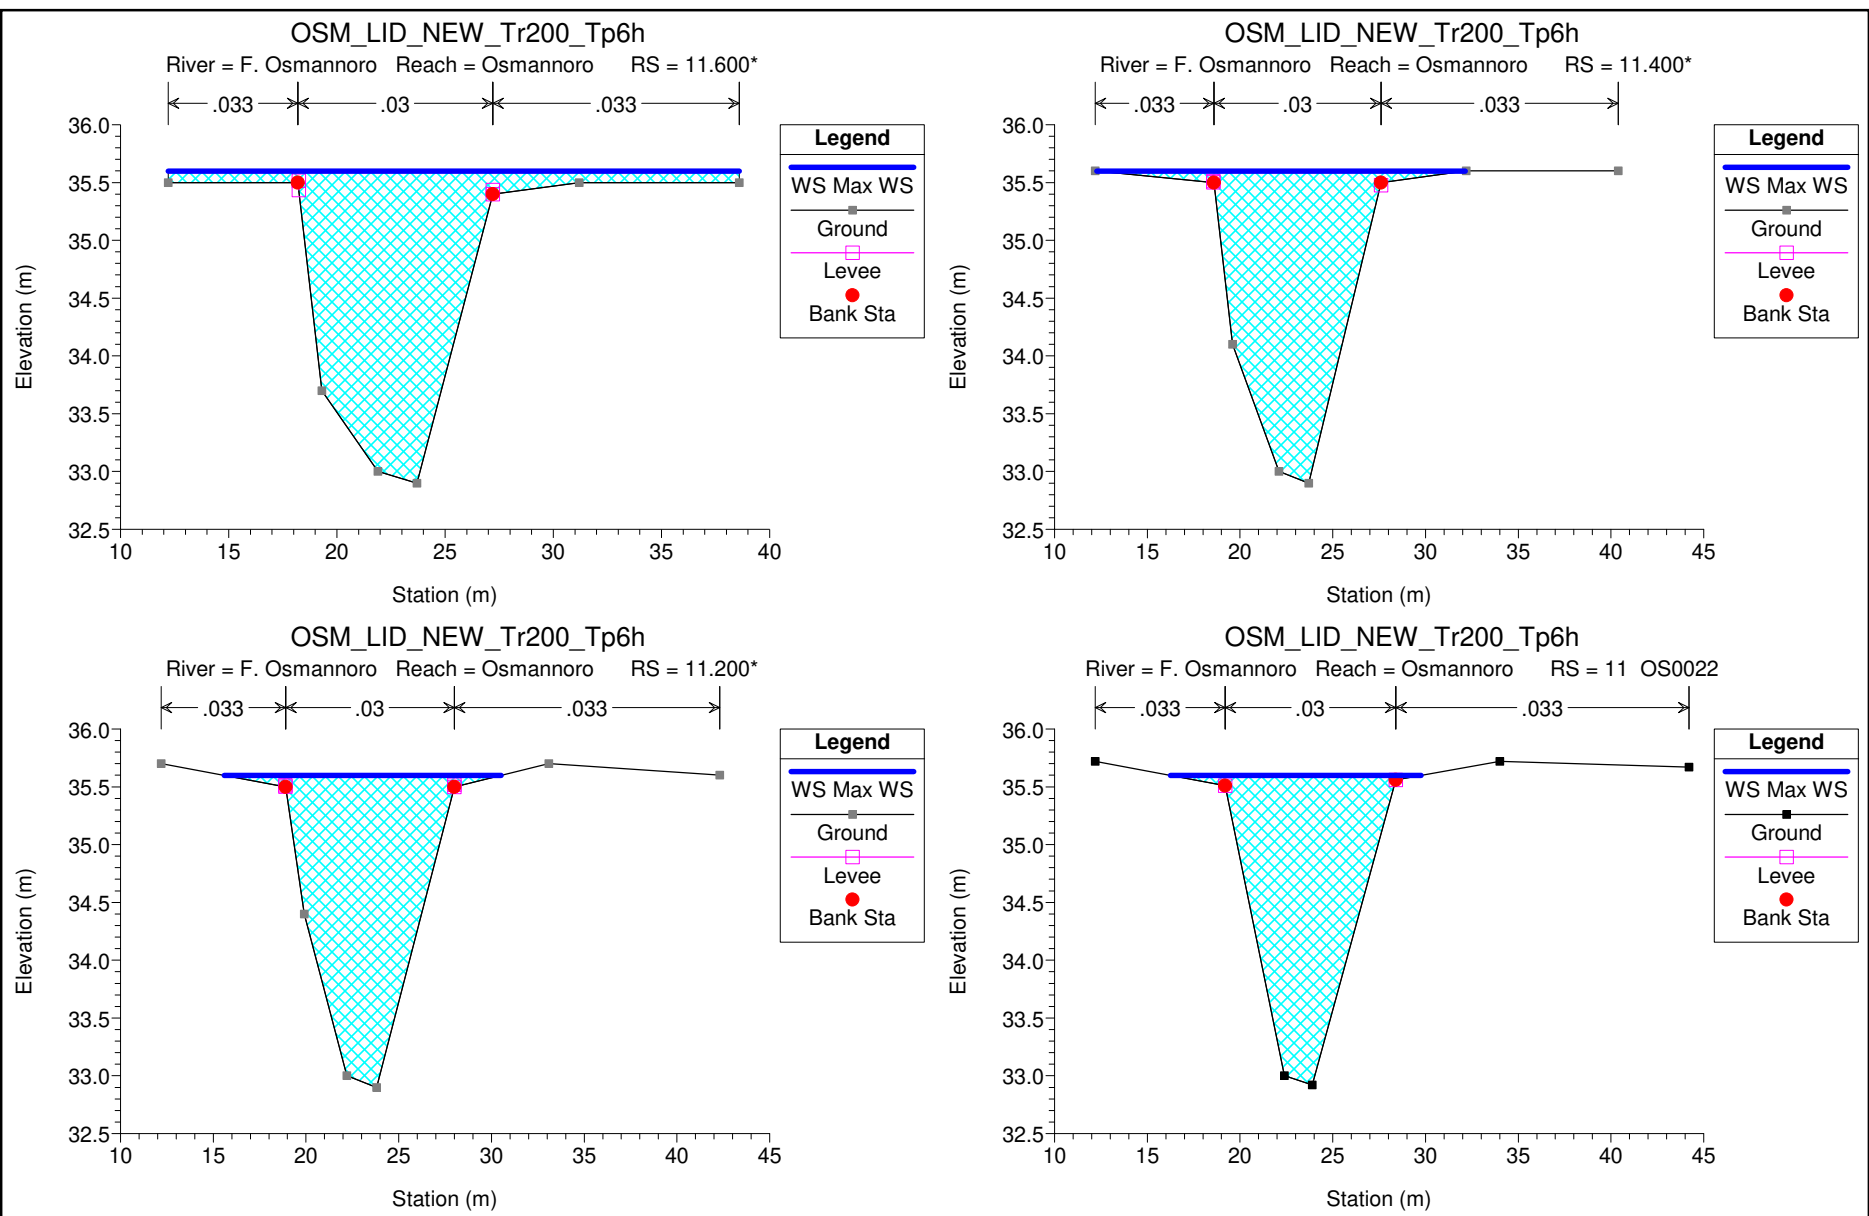 OSM_LID_NEW_Tr200_Tp6h
River = F. Osmannoro Reach = Osmannoro RS = 11.600*
.033 .03 .033
36.0
35.5
35.0
34.5
34.0
33.5
33.0
32.5
10 15 20 25 30 35 40
Elevation (m)
Station (m)
Legend
WS Max WS
Ground
Levee
Bank Sta
OSM_LID_NEW_Tr200_Tp6h
River = F. Osmannoro Reach = Osmannoro RS = 11.400*
.033 .03 .033
36.0
35.5
35.0
34.5
34.0
33.5
33.0
32.5
10 15 20 25 30 35 40 45
Elevation (m)
Station (m)
Legend
WS Max WS
Ground
Levee
Bank Sta
OSM_LID_NEW_Tr200_Tp6h
River = F. Osmannoro Reach = Osmannoro RS = 11.200*
.033 .03 .033
36.0
35.5
35.0
34.5
34.0
33.5
33.0
32.5
10 15 20 25 30 35 40 45
Elevation (m)
Station (m)
Legend
WS Max WS
Ground
Levee
Bank Sta
OSM_LID_NEW_Tr200_Tp6h
River = F. Osmannoro Reach = Osmannoro RS = 11 OS0022
.033 .03 .033
36.0
35.5
35.0
34.5
34.0
33.5
33.0
32.5
10 15 20 25 30 35 40 45
Elevation (m)
Station (m)
Legend
WS Max WS
Ground
Levee
Bank Sta